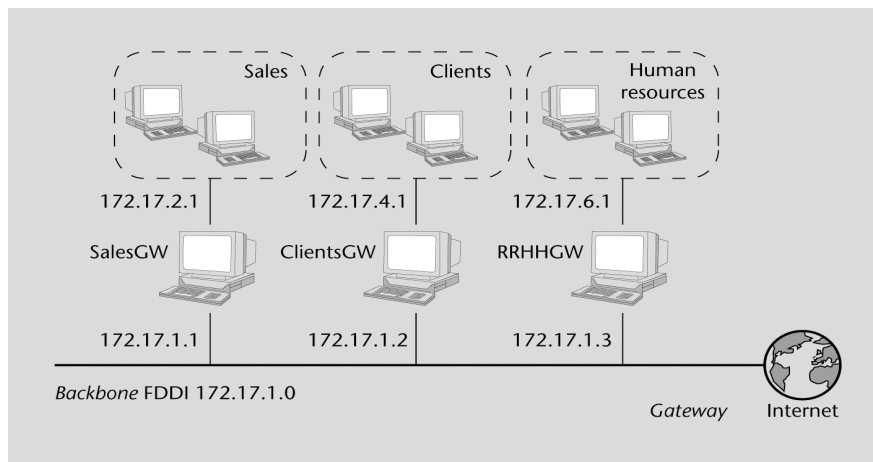 Sales
Clients
Human
resources
172.17.2.1
172.17.4.1
172.17.6.1
SalesGW
ClientsGW
RRHHGW
172.17.1.1
172.17.1.2
172.17.1.3
Backbone FDDI 172.17.1.0
Gateway
Internet